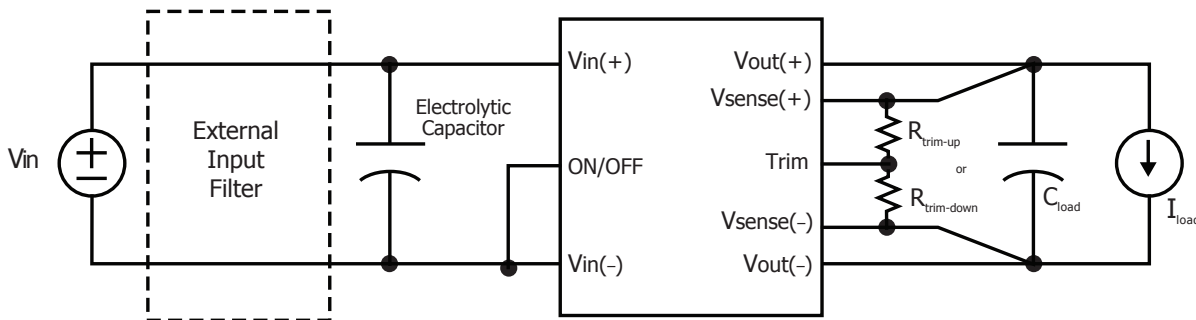 Vin
External
Input
Filter
Electrolytic
Capacitor
Vin(+)
ON/OFF
Vin(−)
Vout(+)
Vsense(+)
Trim
Vsense(−)
Vout(−)
Rtrim-up
or
Rtrim-down
Cload
Iload